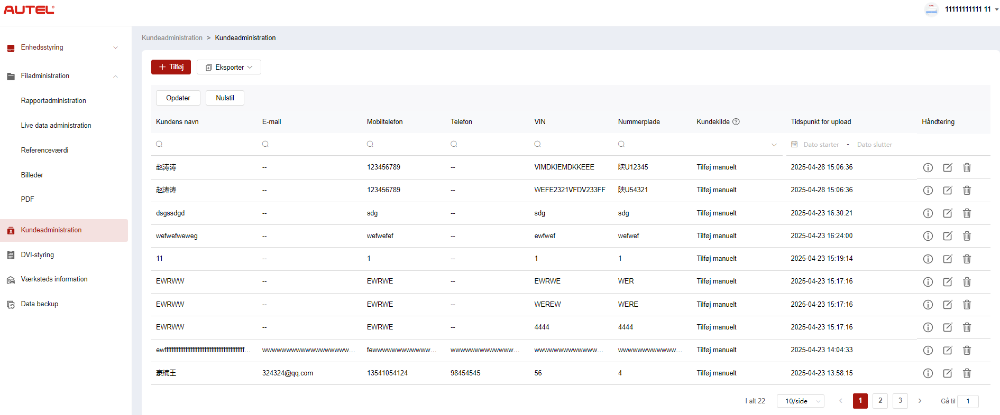 AUTEL®
11111111111 11
Enhedsstyring
Filadministration
Rapportadministration
Live data administration
Referenceværdi
Billeder
PDF
Kundeadministration
DVI-styring
Værksteds information
Data backup
Kundeadministration > Kundeadministration
Tilføj Eksporter
Opdater Nulstil
Kundens navn E-mail Mobiltelefon Telefon VIN Nummerplade Kundekilde Tidspunkt for upload Håndtering
Dato starter - Dato slutter
赵涛涛 -- 123456789 -- VIMDKIEMDKKEEE 陕U12345 Tilføj manuelt 2025-04-28 15:06:36
赵涛涛 -- 123456789 -- WEFE2321VFDV233FF 陕U54321 Tilføj manuelt 2025-04-28 15:06:36
dsgssdgd -- sdg -- sdg sdg Tilføj manuelt 2025-04-23 16:30:21
wefwefweweg -- wefwefef -- ewfwef wefwef Tilføj manuelt 2025-04-23 16:24:00
11 -- 1 -- 1 1 Tilføj manuelt 2025-04-23 15:19:14
EWRWW -- EWRWE -- EWRWE WER Tilføj manuelt 2025-04-23 15:17:16
EWRWW -- EWRWE -- WEREW WERE Tilføj manuelt 2025-04-23 15:17:16
EWRWW -- EWRWE -- 4444 4444 Tilføj manuelt 2025-04-23 15:17:16
Tilføj manuelt 2025-04-23 14:04:33
豪楠王 324324@qq.com 13541054124 98454545 56 4 Tilføj manuelt 2025-04-23 13:58:15
I alt 22 10/side 1 2 3 Gå til 1